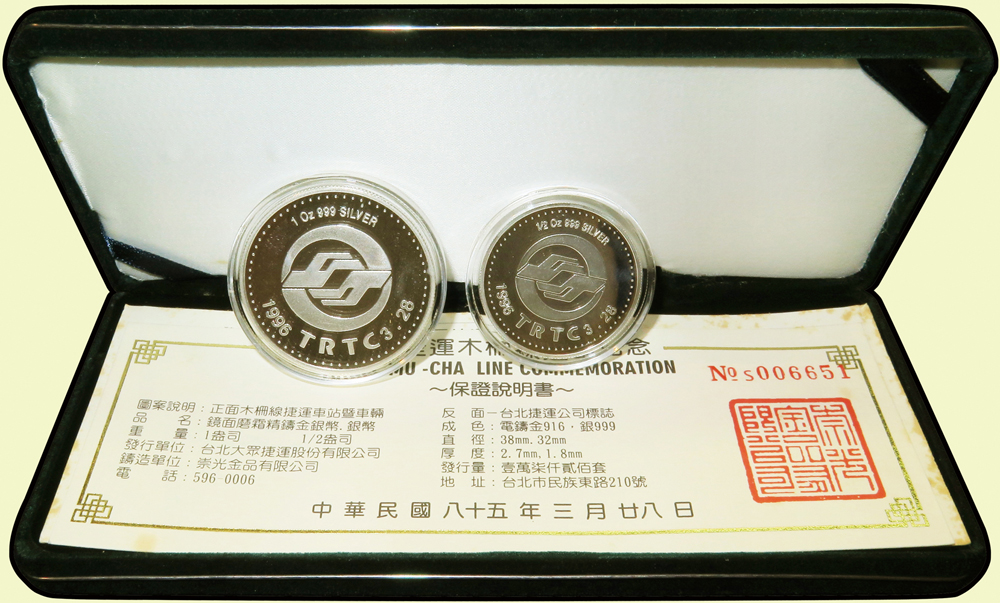 1 Oz 999 SILVER
1996 TRTC 3.28
1/2 Oz 999 SILVER
1996 TRTC 3.28
運木柵 念
MU -CHA LINE COMMEMORATION
No S006651
～保證說明書～
圖案說明：正面木柵線捷運車站暨車輛
品 名：鏡面磨霜精鑄金銀幣.銀幣
重 量：1盎司 1/2盎司
發行單位：台北大眾捷運股份有限公司
鑄造單位：崇光金品有限公司
電 話：596-0006
反 面－台北捷運公司標誌
成 色：電鑄金916，銀999
直 徑：38mm.32mm
厚 度：2.7mm.1.8mm
發行量：壹萬柒仟貳佰套
地 址：台北市民族東路210號
中華民國八十五年三月廿八日